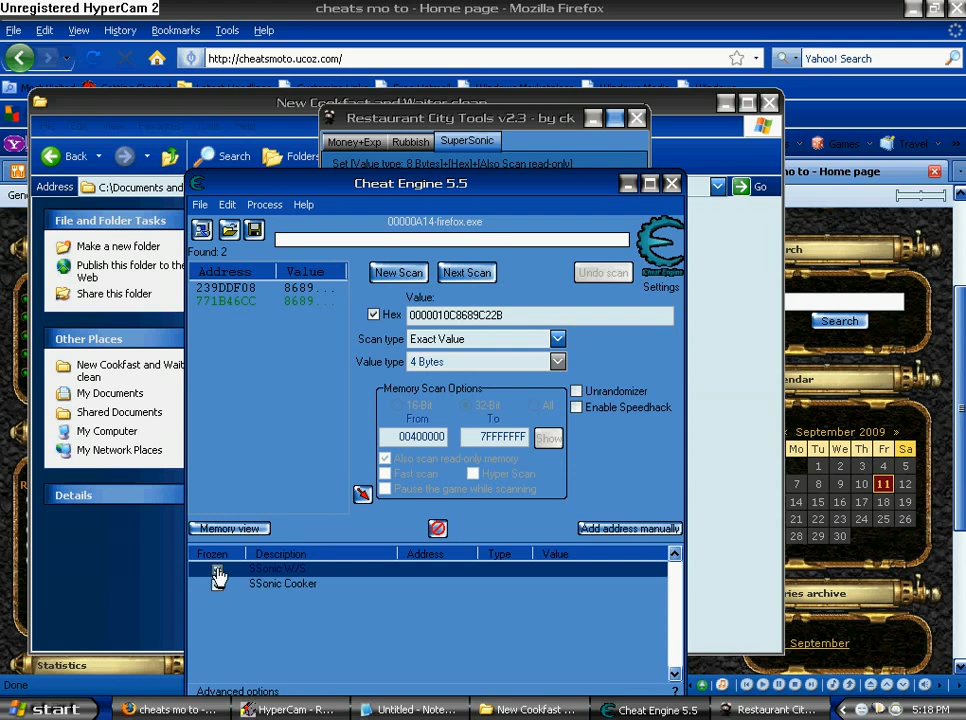 Unregistered HyperCam 2
cheats mo to - Home page - Mozilla Firefox
File Edit View History Bookmarks Tools Help
http://cheatsmoto.ucoz.com/
Yahoo! Search
Games Travel
New Cookfast and Waiter clean
Restaurant City Tools v2.3 - by ck
Money+Exp Rubbish SuperSonic
Set [Value type: 8 Bytes]+[Hex]+[Also Scan read-only]
Back Search Folders
Address C:\Documents and
Go
mo to - Home page
File and Folder Tasks
Make a new folder
Publish this folder to the
Web
Share this folder
Other Places
New Cookfast and Wait
clean
My Documents
Shared Documents
My Computer
My Network Places
Details
Statistics
Done
Cheat Engine 5.5
File Edit Process Help
00000A14-firefox.exe
Found: 2
Address Value
239DDF08 8689...
771B46CC 8689...
New Scan Next Scan Undo scan
Settings
Value:
Hex 0000010C8689C22B
Scan type Exact Value
Value type 4 Bytes
Memory Scan Options
16-Bit 32-Bit All
From To
00400000 7FFFFFFF Show
Also scan read-only memory
Fast scan Hyper Scan
Pause the game while scanning
Unrandomizer
Enable Speedhack
Memory view Add address manually
Frozen Description Address Type Value
SSonic W/S
SSonic Cooker
Advanced options ?
Search
September 2009 »
Mo Tu We Th Fr Sa
1 2 3 4 5
7 8 9 10 11 12
14 15 16 17 18 19
21 22 23 24 25 26
28 29 30
ries archive
September
start cheats mo to -... HyperCam - R... Untitled - Note... New Cookfast ... Cheat Engine 5.5 Restaurant Cit... 5:18 PM